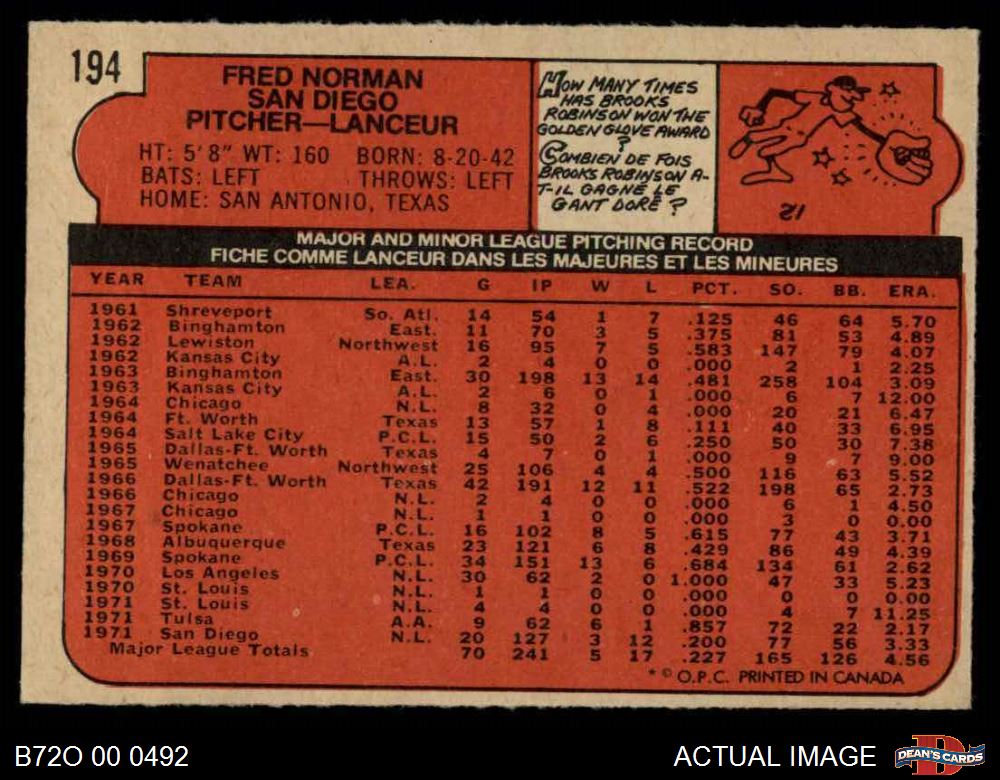 194
FRED NORMAN
SAN DIEGO
PITCHER—LANCEUR
HT: 5'8" WT: 160 BORN: 8-20-42
BATS: LEFT THROWS: LEFT
HOME: SAN ANTONIO, TEXAS
HOW MANY TIMES
HAS BROOKS
ROBINSON WON THE
GOLDEN GLOVE AWARD
?
COMBIEN DE FOIS
BROOKS ROBINSON A-
T-IL GAGNÉ LE
GANT DORÉ ?
12
MAJOR AND MINOR LEAGUE PITCHING RECORD
FICHE COMME LANCEUR DANS LES MAJEURES ET LES MINEURES
YEAR TEAM LEA. G IP W L PCT. SO. BB. ERA.
1961 Shreveport So. Atl. 14 54 1 7 .125 46 64 5.70
1962 Binghamton East. 11 70 3 5 .375 81 53 4.89
1962 Lewiston Northwest 16 95 7 5 .583 147 79 4.07
1962 Kansas City A.L. 2 4 0 0 .000 2 1 2.25
1963 Binghamton East. 30 198 13 14 .481 258 104 3.09
1963 Kansas City A.L. 2 6 0 1 .000 6 7 12.00
1964 Chicago N.L. 8 32 0 4 .000 20 21 6.47
1964 Ft. Worth Texas 13 57 1 8 .111 40 33 6.95
1964 Salt Lake City P.C.L. 15 50 2 6 .250 50 30 7.38
1965 Dallas-Ft. Worth Texas 4 7 0 1 .000 9 7 9.00
1965 Wenatchee Northwest 25 106 4 4 .500 116 63 5.52
1966 Dallas-Ft. Worth Texas 42 191 12 11 .522 198 65 2.73
1966 Chicago N.L. 2 4 0 0 .000 6 1 4.50
1967 Chicago N.L. 1 1 0 0 .000 3 0 0.00
1967 Spokane P.C.L. 16 102 8 5 .615 77 43 3.71
1968 Albuquerque Texas 23 121 6 8 .429 86 49 4.39
1969 Spokane P.C.L. 34 151 13 6 .684 134 61 2.62
1970 Los Angeles N.L. 30 62 2 0 1.000 47 33 5.23
1970 St. Louis N.L. 1 1 0 0 .000 0 0 0.00
1971 St. Louis N.L. 4 4 0 0 .000 4 7 11.25
1971 Tulsa A.A. 9 62 6 1 .857 72 22 2.17
1971 San Diego N.L. 20 127 3 12 .200 77 56 3.33
Major League Totals 70 241 5 17 .227 165 126 4.56
* © O.P.C. PRINTED IN CANADA
B72O 00 0492
ACTUAL IMAGE
DEAN'S CARDS